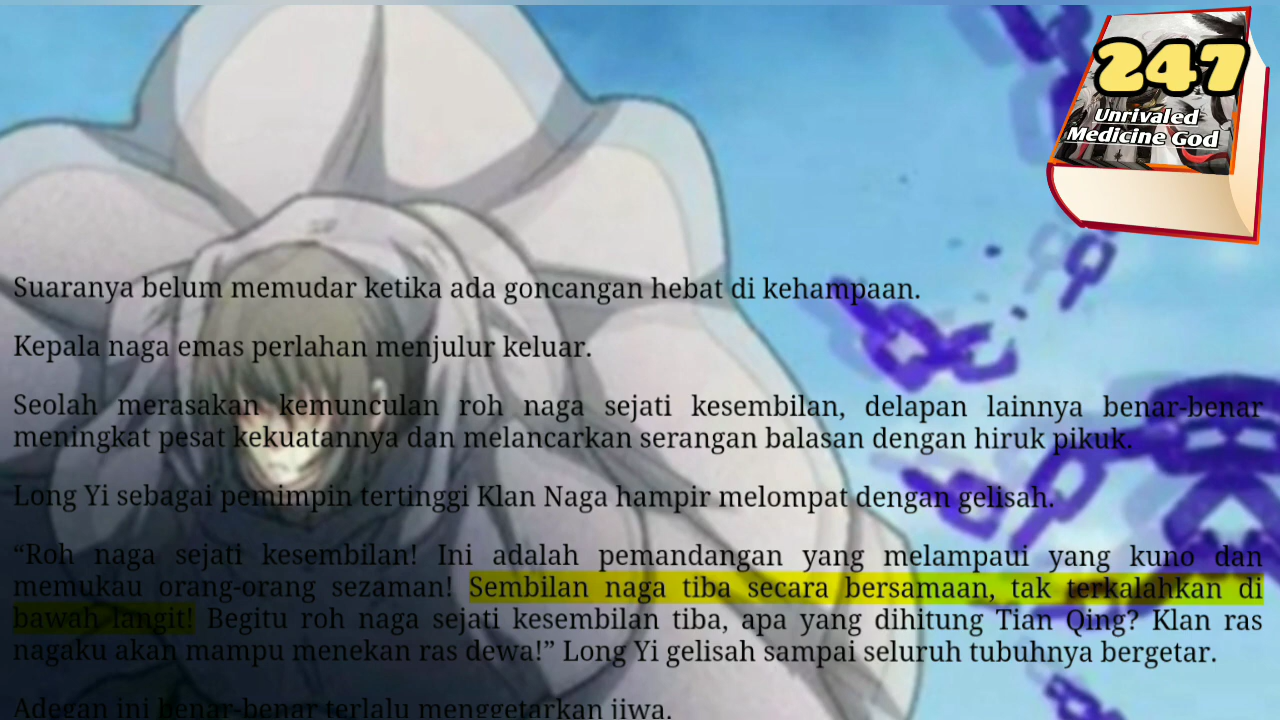 247
Unrivaled
Medicine God
Suaranya belum memudar ketika ada goncangan hebat di kehampaan.
Kepala naga emas perlahan menjulur keluar.
Seolah merasakan kemunculan roh naga sejati kesembilan, delapan lainnya benar-benar
meningkat pesat kekuatannya dan melancarkan serangan balasan dengan hiruk pikuk.
Long Yi sebagai pemimpin tertinggi Klan Naga hampir melompat dengan gelisah.
“Roh naga sejati kesembilan! Ini adalah pemandangan yang melampaui yang kuno dan
memukau orang-orang sezaman! Sembilan naga tiba secara bersamaan, tak terkalahkan di
bawah langit! Begitu roh naga sejati kesembilan tiba, apa yang dihitung Tian Qing? Klan ras
nagaku akan mampu menekan ras dewa!” Long Yi gelisah sampai seluruh tubuhnya bergetar.
Adegan ini benar-benar terlalu menggetarkan jiwa.